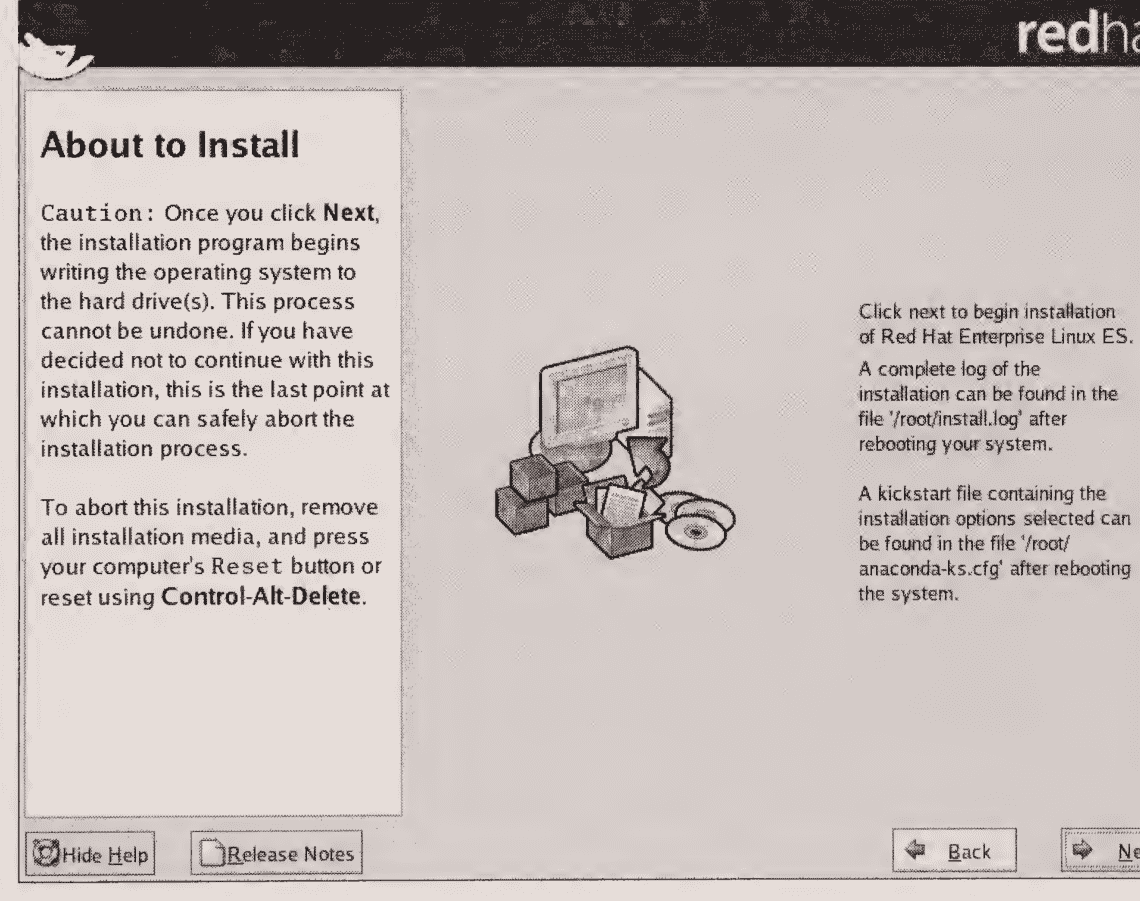 redha
About to Install
Caution: Once you click Next,
the installation program begins
writing the operating system to
the hard drive(s). This process
cannot be undone. If you have
decided not to continue with this
installation, this is the last point at
which you can safely abort the
installation process.
To abort this installation, remove
all installation media, and press
your computer's Reset button or
reset using Control-Alt-Delete.
Click next to begin installation
of Red Hat Enterprise Linux ES.
A complete log of the
installation can be found in the
file '/root/install.log' after
rebooting your system.
A kickstart file containing the
installation options selected can
be found in the file '/root/
anaconda-ks.cfg' after rebooting
the system.
Hide Help
Release Notes
Back
Ne